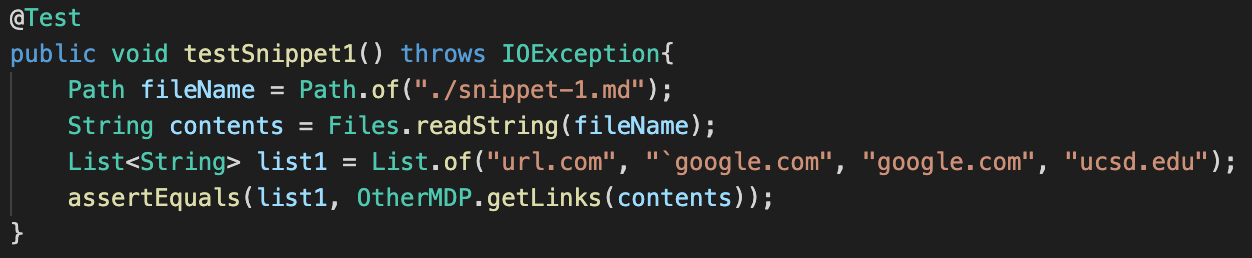 @Test
public void testSnippet1() throws IOException{
    Path fileName = Path.of("./snippet-1.md");
    String contents = Files.readString(fileName);
    List<String> list1 = List.of("url.com", "`google.com", "google.com", "ucsd.edu");
    assertEquals(list1, OtherMDP.getLinks(contents));
}